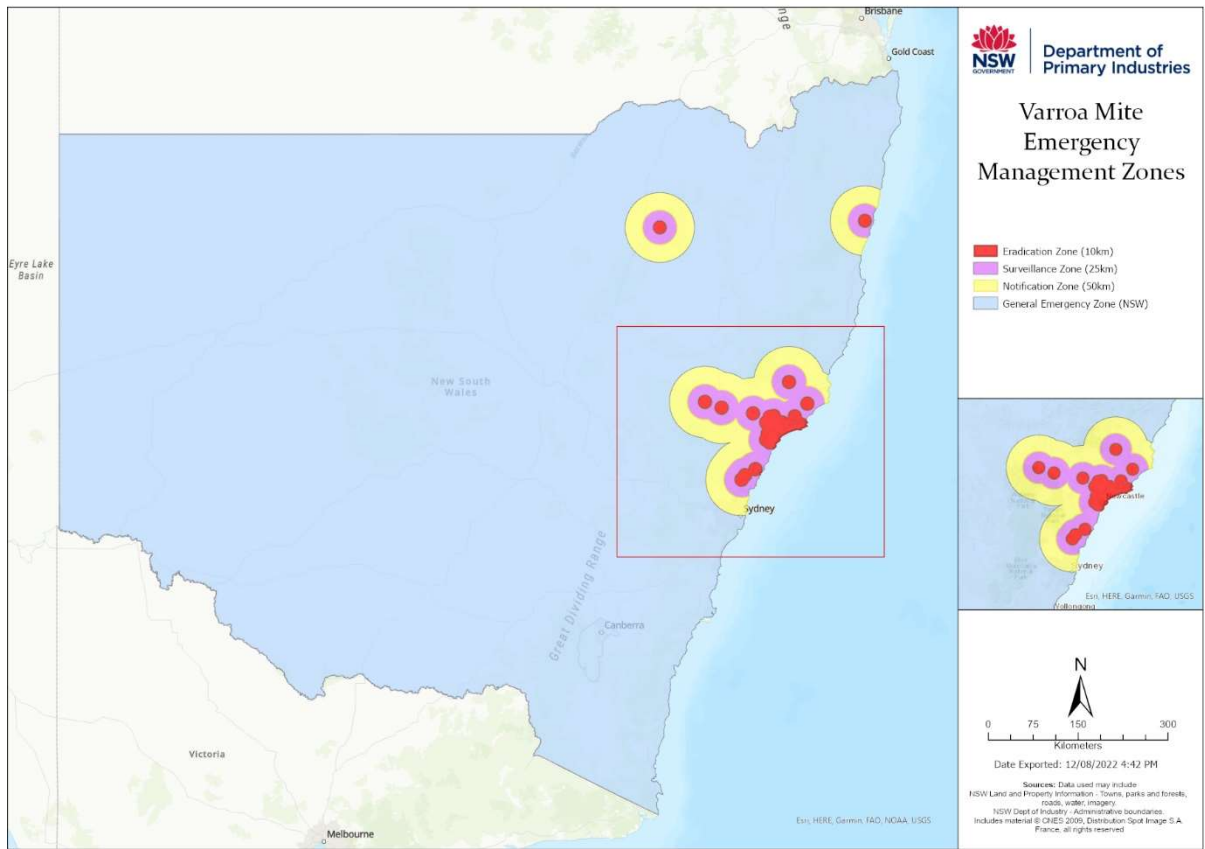 Brisbane
Gold Coast
Eyre Lake
Basin
New South
Wales
Sydney
Great Dividing Range
Canberra
Victoria
Melbourne
Esri, HERE, Garmin, FAO, NOAA, USGS
NSW
GOVERNMENT
Department of
Primary Industries
Varroa Mite
Emergency
Management Zones
Eradication Zone (10km)
Surveillance Zone (25km)
Notification Zone (50km)
General Emergency Zone (NSW)
Newcastle
Sydney
Wollongong
Esri, HERE, Garmin, FAO, USGS
N
0 75 150 300
Kilometers
Date Exported: 12/08/2022 4:42 PM
Sources: Data used may include
NSW Land and Property Information - Towns, parks and forests,
roads, water, imagery.
NSW Dept of Industry - Administrative boundaries.
Includes material © CNES 2009, Distribution Spot Image S.A.
France, all rights reserved